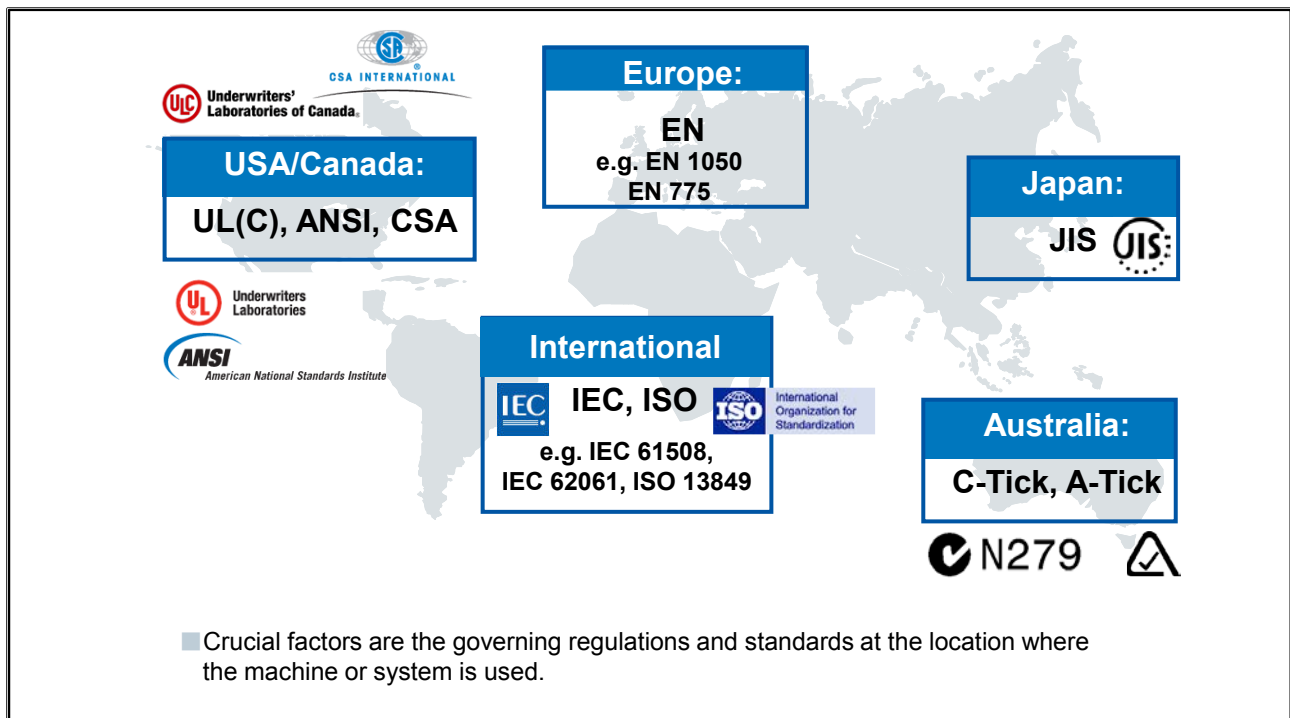 CSA
CSA INTERNATIONAL
ULC Underwriters'
Laboratories of Canada
USA/Canada:
UL(C), ANSI, CSA
UL Underwriters
Laboratories
ANSI
American National Standards Institute
Europe:
EN
e.g. EN 1050
EN 775
Japan:
JIS JIS
International
IEC IEC, ISO ISO International
Organization for
Standardization
e.g. IEC 61508,
IEC 62061, ISO 13849
Australia:
C-Tick, A-Tick
N279
Crucial factors are the governing regulations and standards at the location where
the machine or system is used.